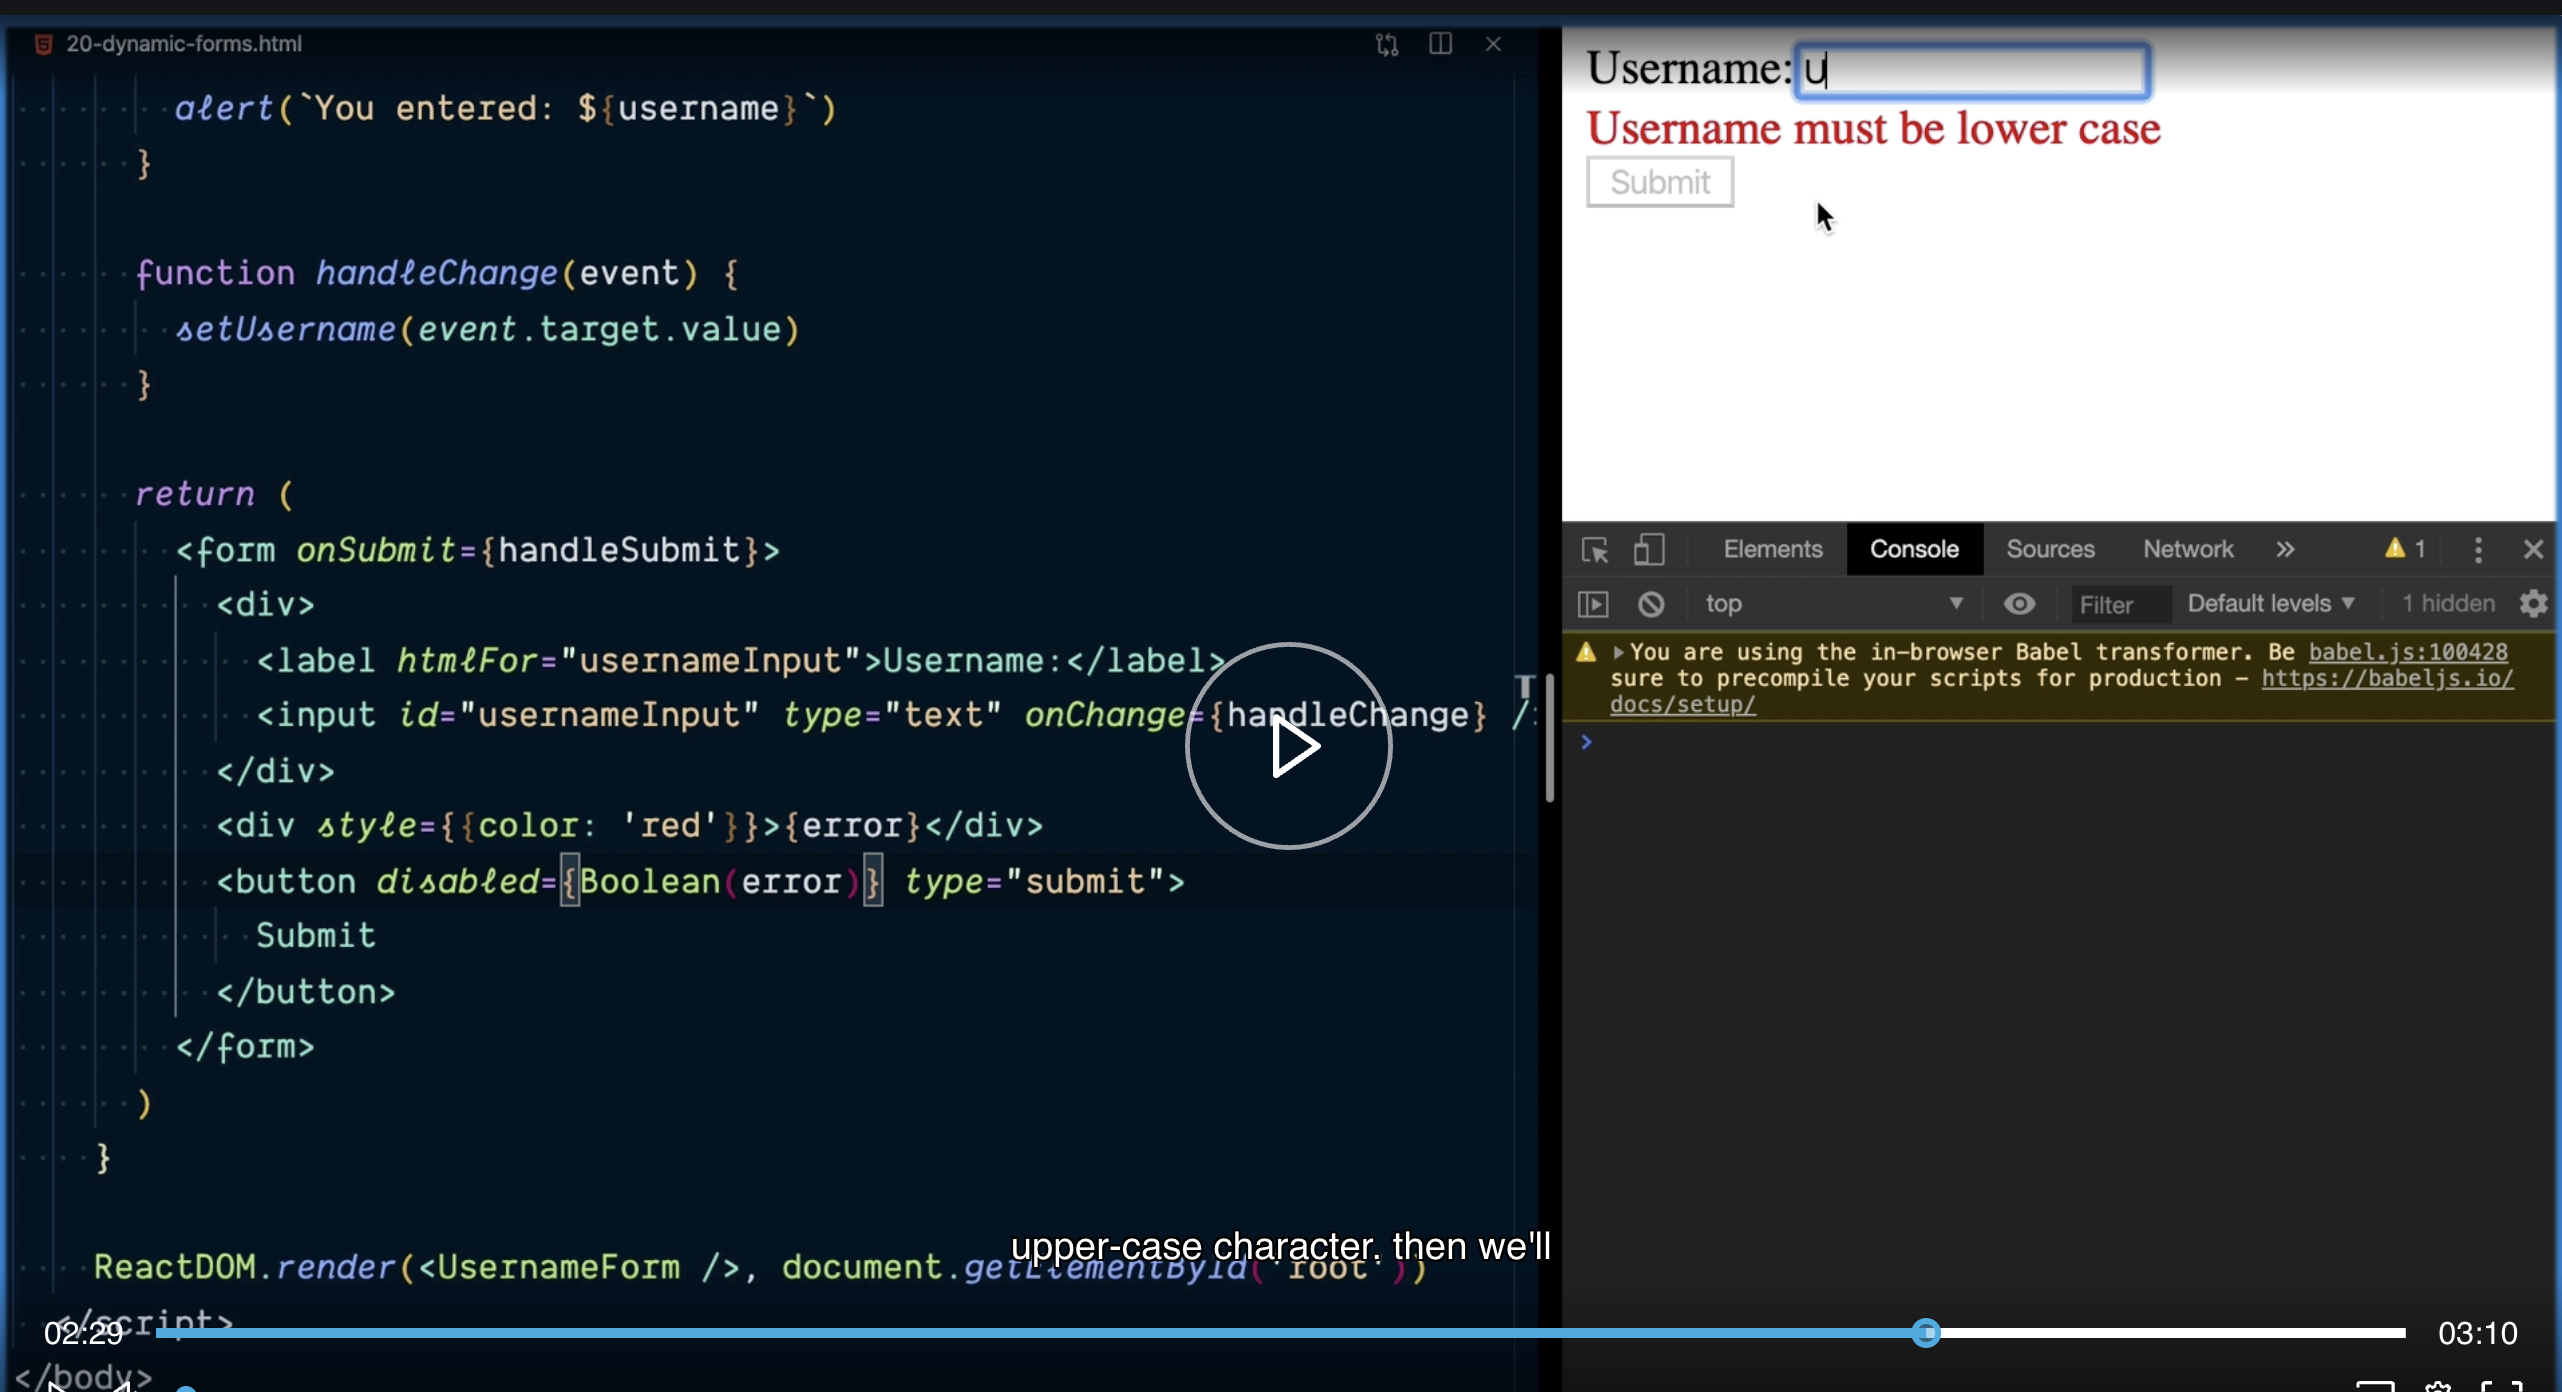 20-dynamic-forms.html
alert(`You entered: ${username}`)
}
function handleChange(event) {
setUsername(event.target.value)
}
return (
<form onSubmit={handleSubmit}>
<div>
<label htmlFor="usernameInput">Username:</label>
<input id="usernameInput" type="text" onChange={handleChange} /
</div>
<div style={{color: 'red'}}>{error}</div>
<button disabled={Boolean(error)} type="submit">
Submit
</button>
</form>
)
}
ReactDOM.render(<UsernameForm />, document.getElementById('root'))
</script>
</body>
upper-case character. then we'll
02:29
03:10
Username: U
Username must be lower case
Submit
Elements Console Sources Network » 1
top Filter Default levels 1 hidden
You are using the in-browser Babel transformer. Be babel.js:100428
sure to precompile your scripts for production – https://babeljs.io/
docs/setup/